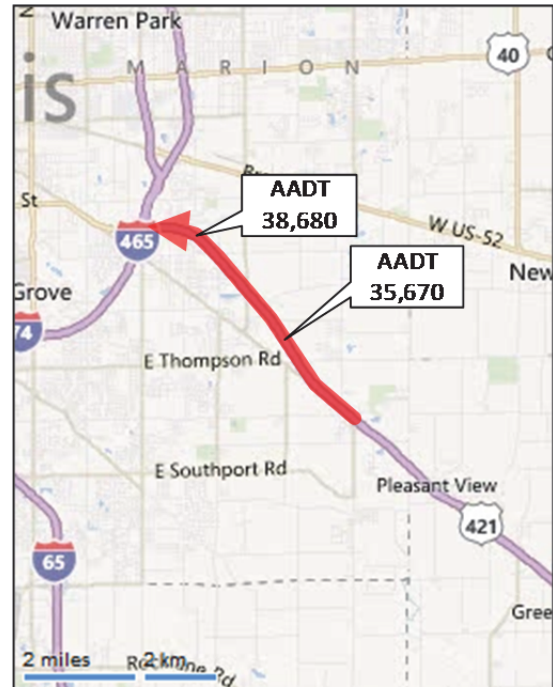 Warren Park
40
M A R I O N
is
St
AADT
38,680
W US-52
465
AADT
35,670
New
Grove
74
E Thompson Rd
E Southport Rd
Pleasant View
421
65
Gree
2 miles
2 km
Rd